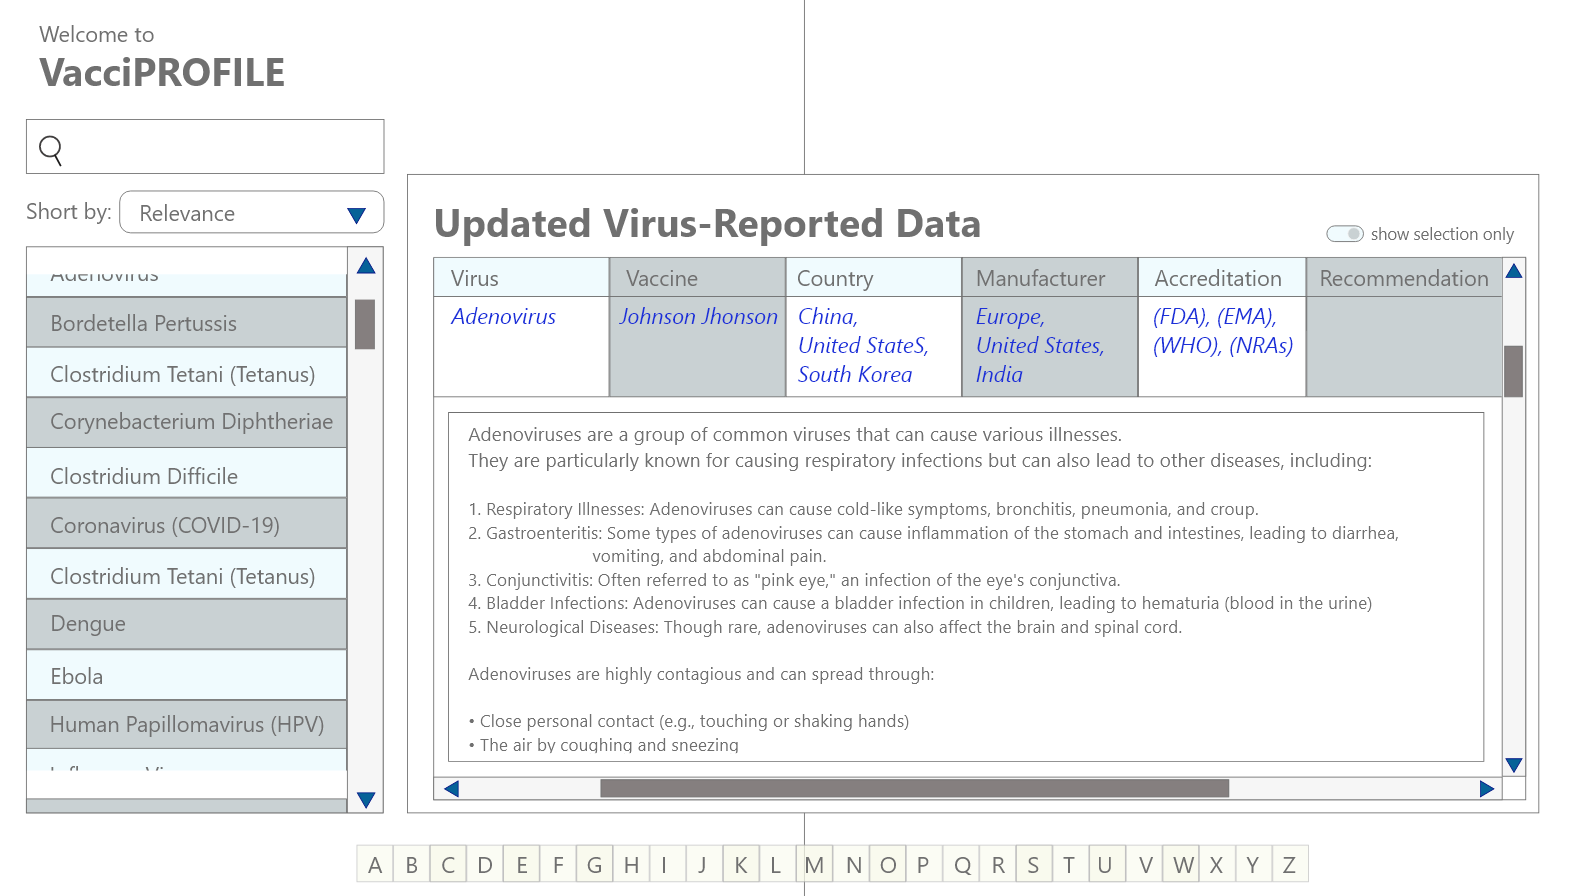 Welcome to
VacciPROFILE
Short by:
Relevance
Adenovirus
Bordetella Pertussis
Clostridium Tetani (Tetanus)
Corynebacterium Diphtheriae
Clostridium Difficile
Coronavirus (COVID-19)
Clostridium Tetani (Tetanus)
Dengue
Ebola
Human Papillomavirus (HPV)
Updated Virus-Reported Data
show selection only
Virus Vaccine Country Manufacturer Accreditation Recommendation
Adenovirus Johnson Jhonson China, Europe, (FDA), (EMA),
United StateS, United States, (WHO), (NRAs)
South Korea India
Adenoviruses are a group of common viruses that can cause various illnesses.
They are particularly known for causing respiratory infections but can also lead to other diseases, including:
1. Respiratory Illnesses: Adenoviruses can cause cold-like symptoms, bronchitis, pneumonia, and croup.
2. Gastroenteritis: Some types of adenoviruses can cause inflammation of the stomach and intestines, leading to diarrhea,
vomiting, and abdominal pain.
3. Conjunctivitis: Often referred to as "pink eye," an infection of the eye's conjunctiva.
4. Bladder Infections: Adenoviruses can cause a bladder infection in children, leading to hematuria (blood in the urine)
5. Neurological Diseases: Though rare, adenoviruses can also affect the brain and spinal cord.
Adenoviruses are highly contagious and can spread through:
• Close personal contact (e.g., touching or shaking hands)
• The air by coughing and sneezing
A B C D E F G H I J K L M N O P Q R S T U V W X Y Z